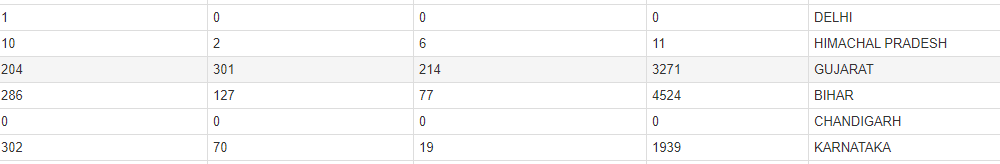 1 0 0 0 DELHI
10 2 6 11 HIMACHAL PRADESH
204 301 214 3271 GUJARAT
286 127 77 4524 BIHAR
0 0 0 0 CHANDIGARH
302 70 19 1939 KARNATAKA